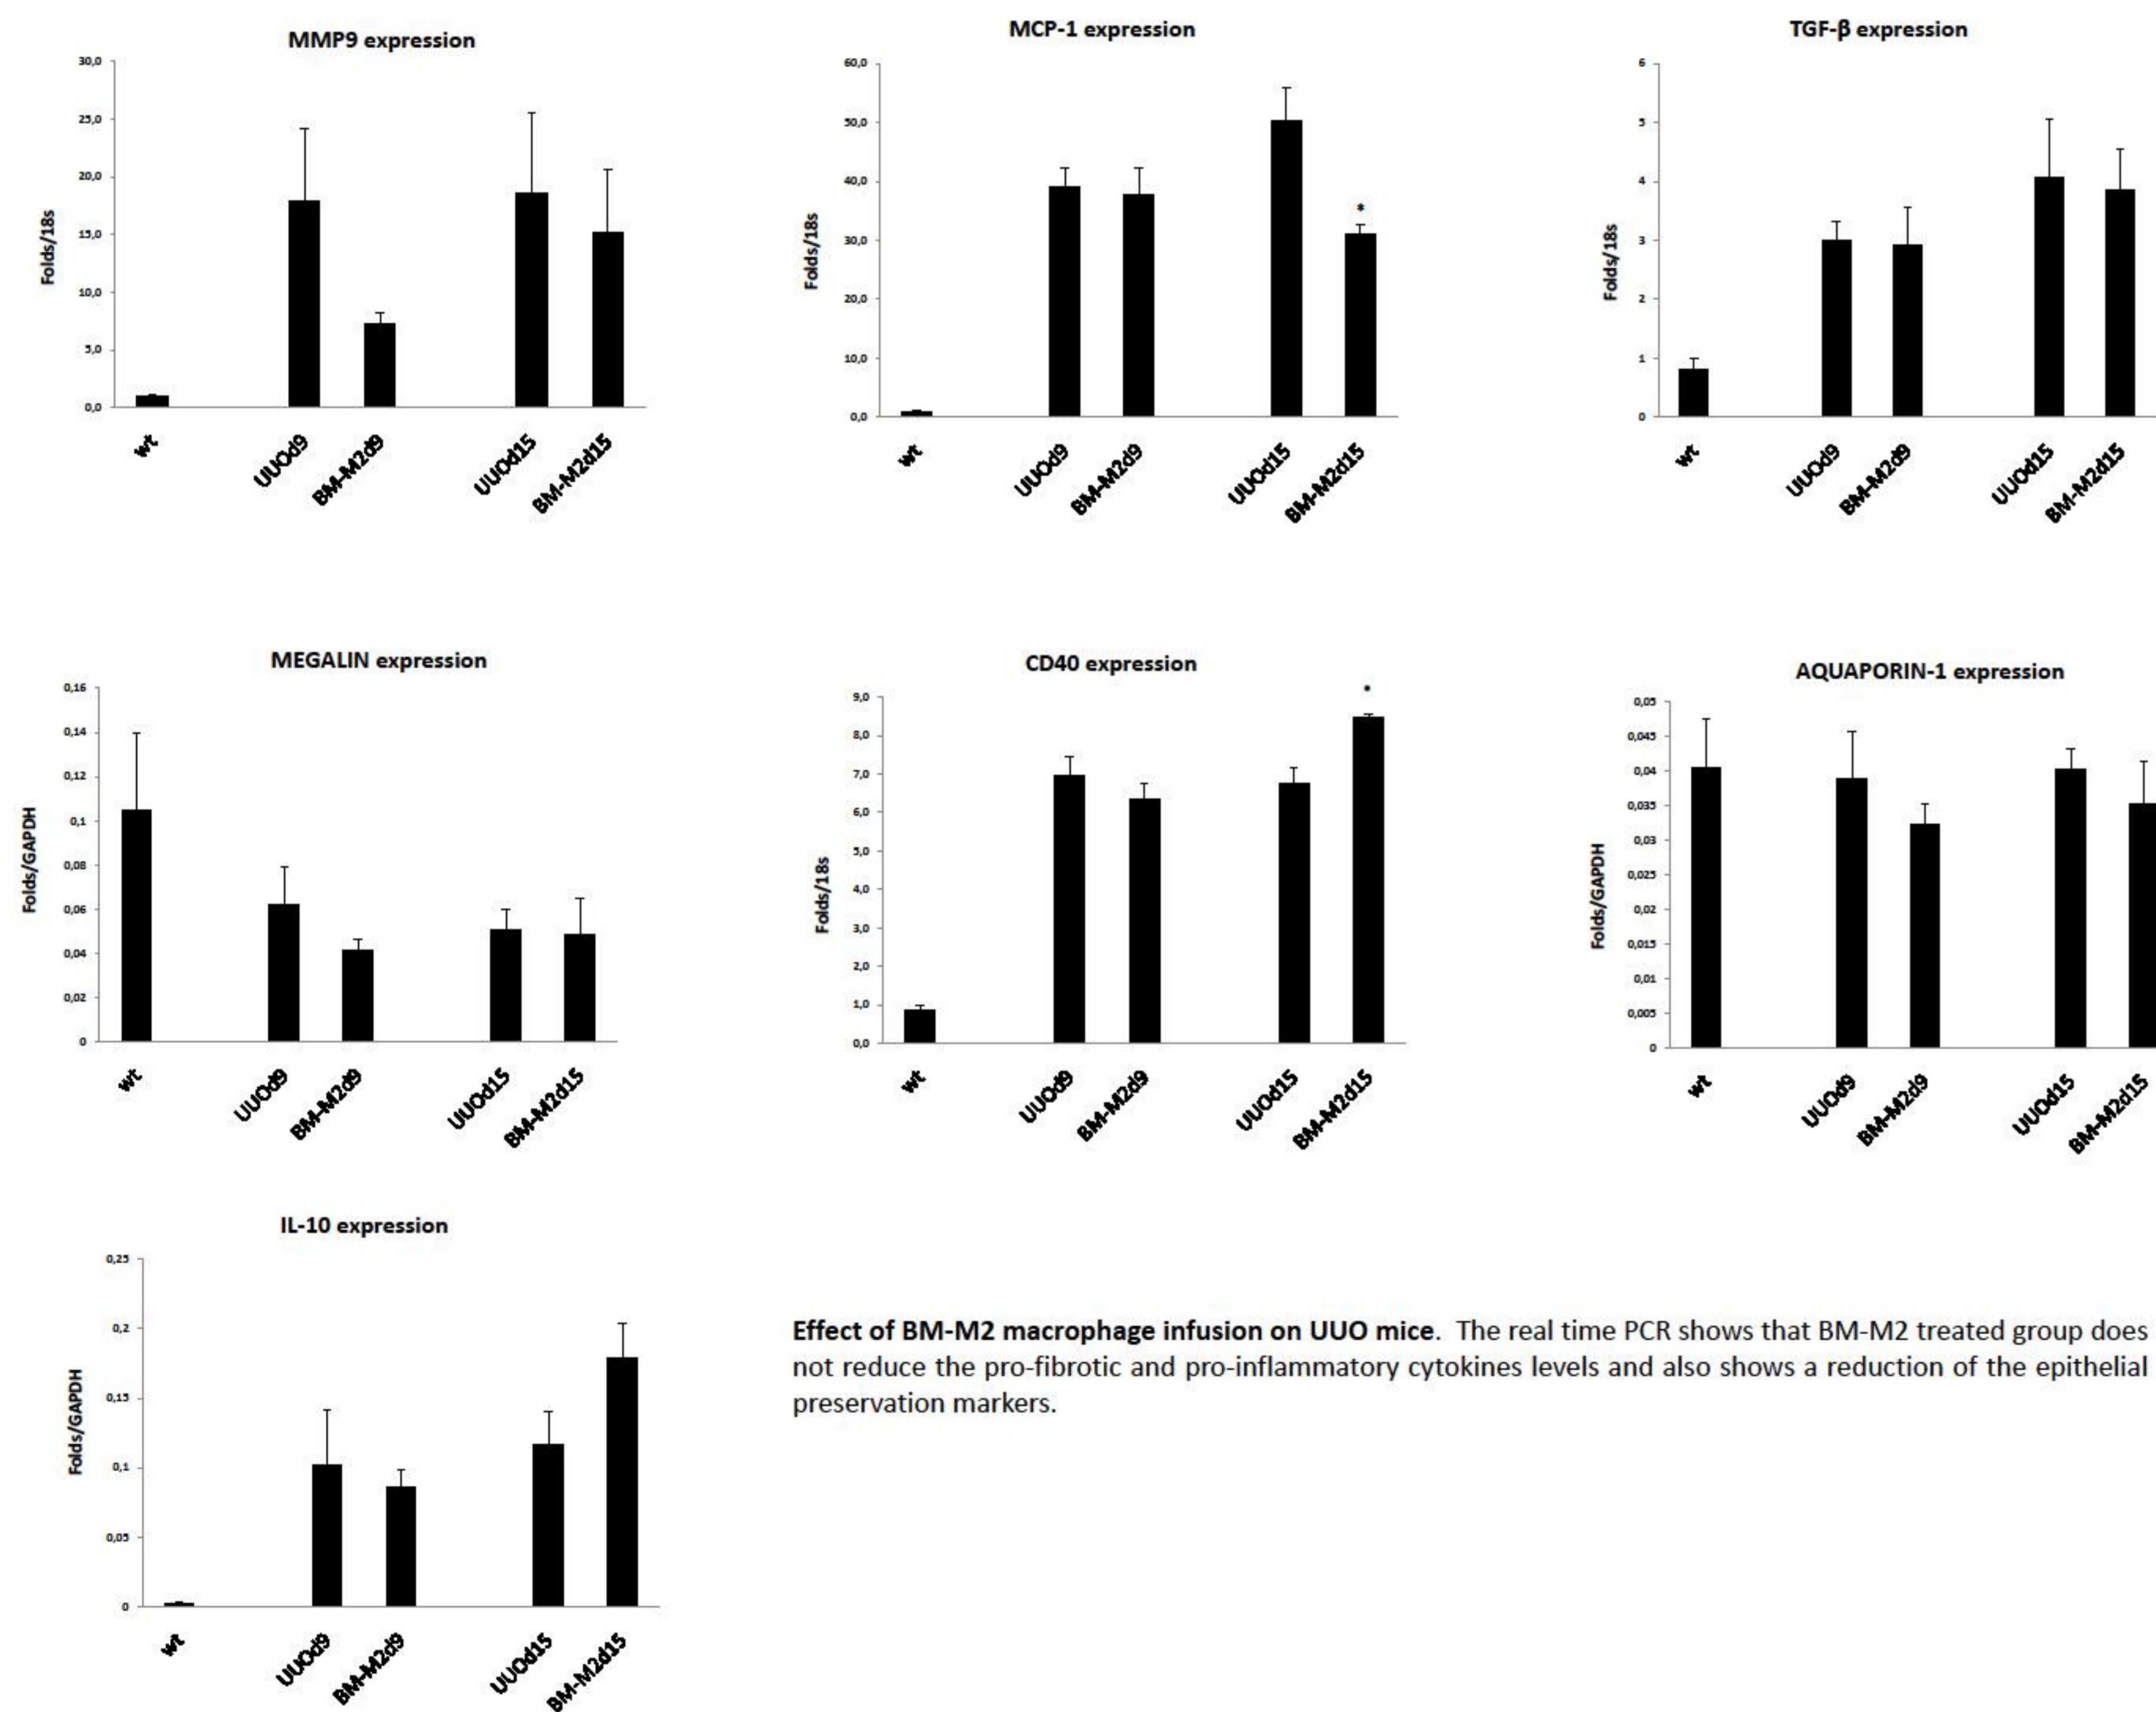 MMP9 expression
30,0
25,0
20,0
15,0
10,0
5,0
0,0
Folds/18s
wt
UUOd9
BM-M2d9
UUOd15
BM-M2d15
MCP-1 expression
60,0
50,0
40,0
30,0
20,0
10,0
0,0
Folds/18s
*
wt
UUOd9
BM-M2d9
UUOd15
BM-M2d15
TGF-β expression
6
5
4
3
2
1
0
Folds/18s
wt
UUOd9
BM-M2d9
UUOd15
BM-M2d15
MEGALIN expression
0,16
0,14
0,12
0,1
0,08
0,06
0,04
0,02
0
Folds/GAPDH
wt
UUOd9
BM-M2d9
UUOd15
BM-M2d15
CD40 expression
9,0
8,0
7,0
6,0
5,0
4,0
3,0
2,0
1,0
0,0
Folds/18s
*
wt
UUOd9
BM-M2d9
UUOd15
BM-M2d15
AQUAPORIN-1 expression
0,05
0,045
0,04
0,035
0,03
0,025
0,02
0,015
0,01
0,005
0
Folds/GAPDH
wt
UUOd9
BM-M2d9
UUOd15
BM-M2d15
IL-10 expression
0,25
0,2
0,15
0,1
0,05
0
Folds/GAPDH
wt
UUOd9
BM-M2d9
UUOd15
BM-M2d15
Effect of BM-M2 macrophage infusion on UUO mice. The real time PCR shows that BM-M2 treated group does
not reduce the pro-fibrotic and pro-inflammatory cytokines levels and also shows a reduction of the epithelial
preservation markers.